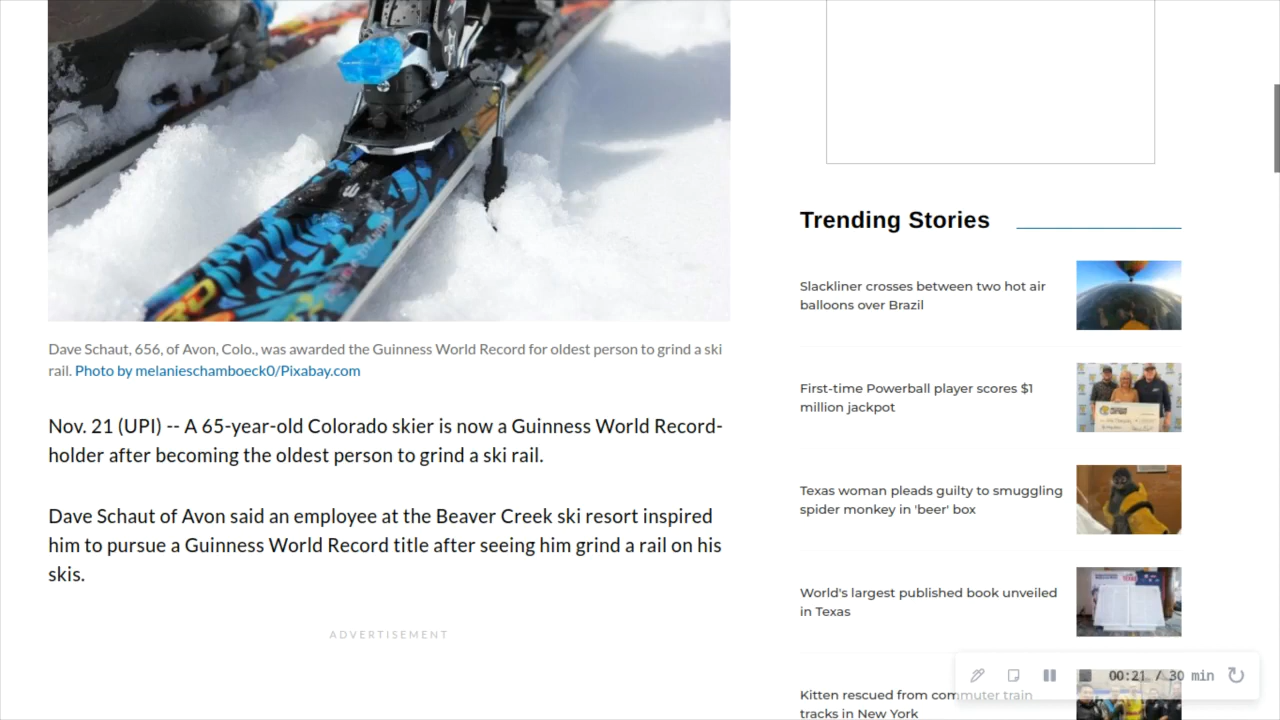 Dave Schaut, 656, of Avon, Colo., was awarded the Guinness World Record for oldest person to grind a ski
rail. Photo by melanieschamboeck0/Pixabay.com
Nov. 21 (UPI) -- A 65-year-old Colorado skier is now a Guinness World Record-
holder after becoming the oldest person to grind a ski rail.
Dave Schaut of Avon said an employee at the Beaver Creek ski resort inspired
him to pursue a Guinness World Record title after seeing him grind a rail on his
skis.
ADVERTISEMENT
Trending Stories
Slackliner crosses between two hot air
balloons over Brazil
First-time Powerball player scores $1
million jackpot
Texas woman pleads guilty to smuggling
spider monkey in 'beer' box
World's largest published book unveiled
in Texas
Kitten rescued from commuter train
tracks in New York
00:21 / 30 min